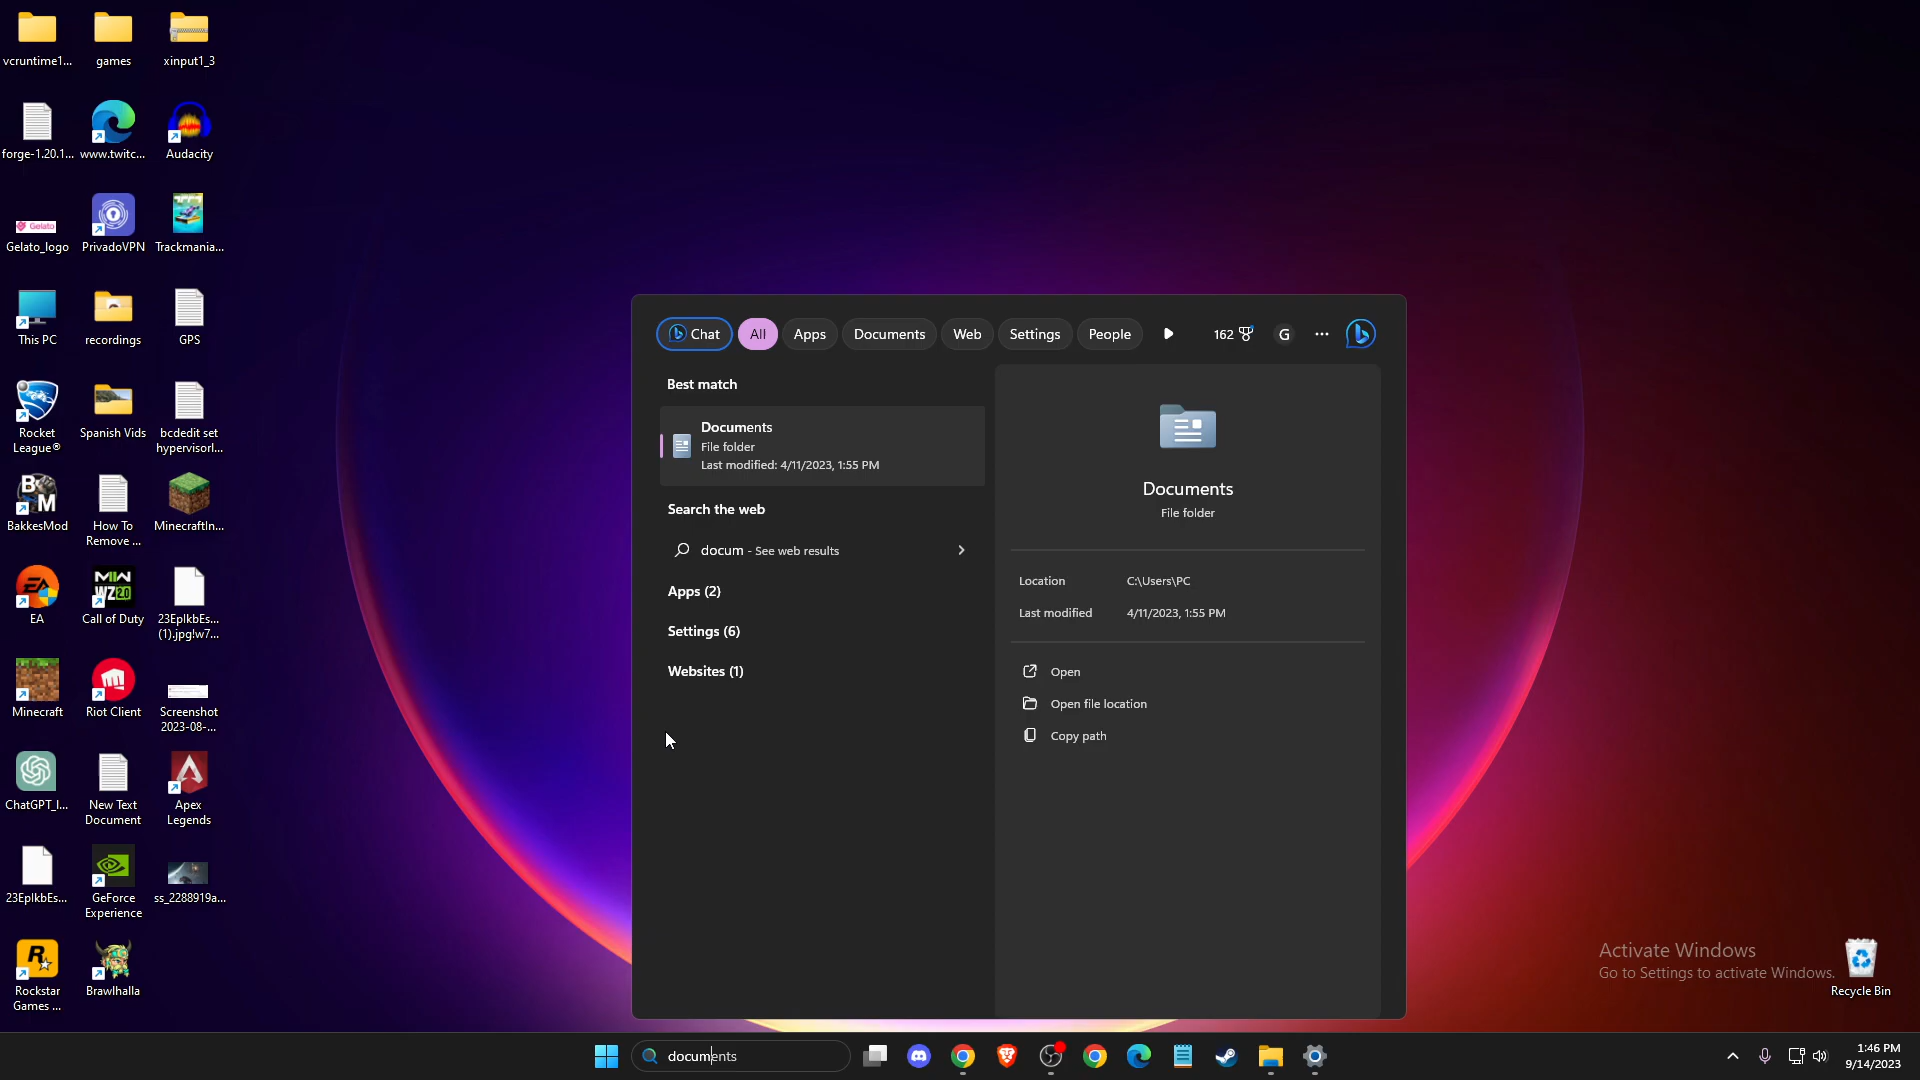 vcruntime1...
games
xinput1_3
forge-1.20.1...
www.twitc...
Audacity
Gelato
Gelato_logo
PrivadoVPN
Trackmania...
This PC
recordings
GPS
Rocket
League®
Spanish Vids
bcdedit set
hypervisorl...
BakkesMod
How To
Remove ...
MinecraftIn...
EA
Call of Duty
23EplkbEs...
(1).jpg!w7...
Minecraft
Riot Client
Screenshot
2023-08-...
ChatGPT_I...
New Text
Document
Apex
Legends
23EplkbEs...
GeForce
Experience
ss_2288919a...
Rockstar
Games ...
Brawlhalla
Chat
All
Apps
Documents
Web
Settings
People
162
G
Best match
Documents
File folder
Last modified: 4/11/2023, 1:55 PM
Search the web
docum - See web results
Apps (2)
Settings (6)
Websites (1)
Documents
File folder
Location C:\Users\PC
Last modified 4/11/2023, 1:55 PM
Open
Open file location
Copy path
Activate Windows
Go to Settings to activate Windows.
Recycle Bin
documents
1:46 PM
9/14/2023